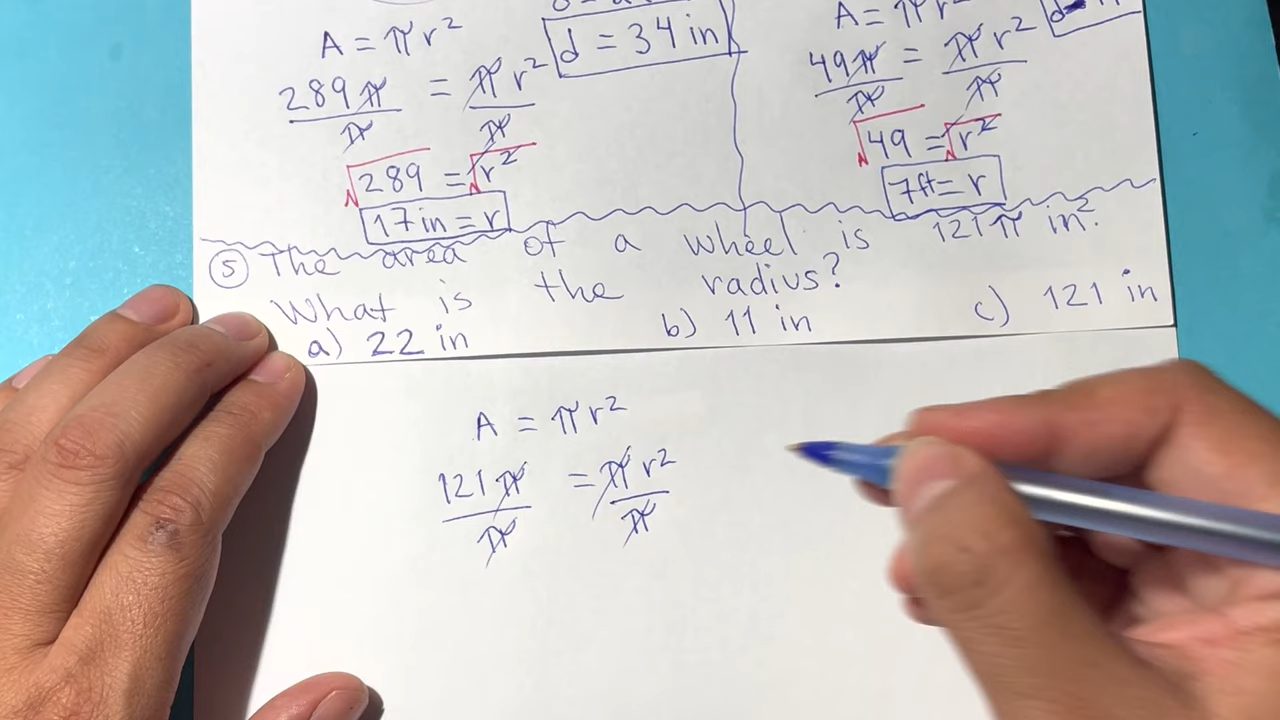 A = πr²
289π = πr²
π π
√289 = √r²
17 in = r
d = 34 in
A = πr²
49π = πr²
π π
√49 = √r²
7ft = r
⑤ The area of a wheel is 121π in².
What is the radius?
a) 22 in b) 11 in c) 121 in
A = πr²
121π = πr²
π π